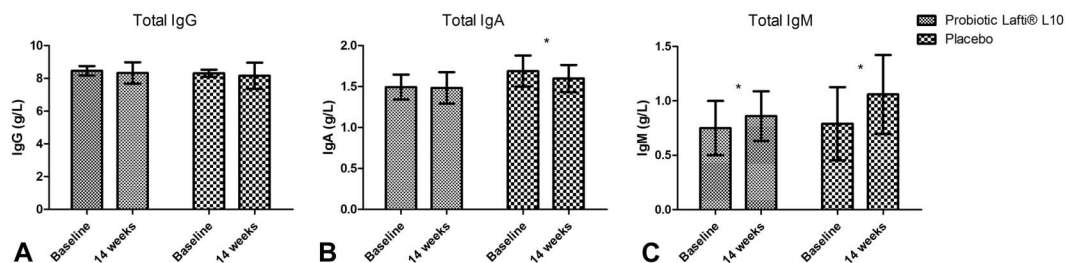 Total IgG
IgG (g/L)
10
8
6
4
2
0
Baseline
14 weeks
Baseline
14 weeks
A
Total IgA
IgA (g/L)
2.0
1.5
1.0
0.5
0.0
*
Baseline
14 weeks
Baseline
14 weeks
B
Total IgM
IgM (g/L)
1.5
1.0
0.5
0.0
*
*
Baseline
14 weeks
Baseline
14 weeks
C
Probiotic Lafti® L10
Placebo